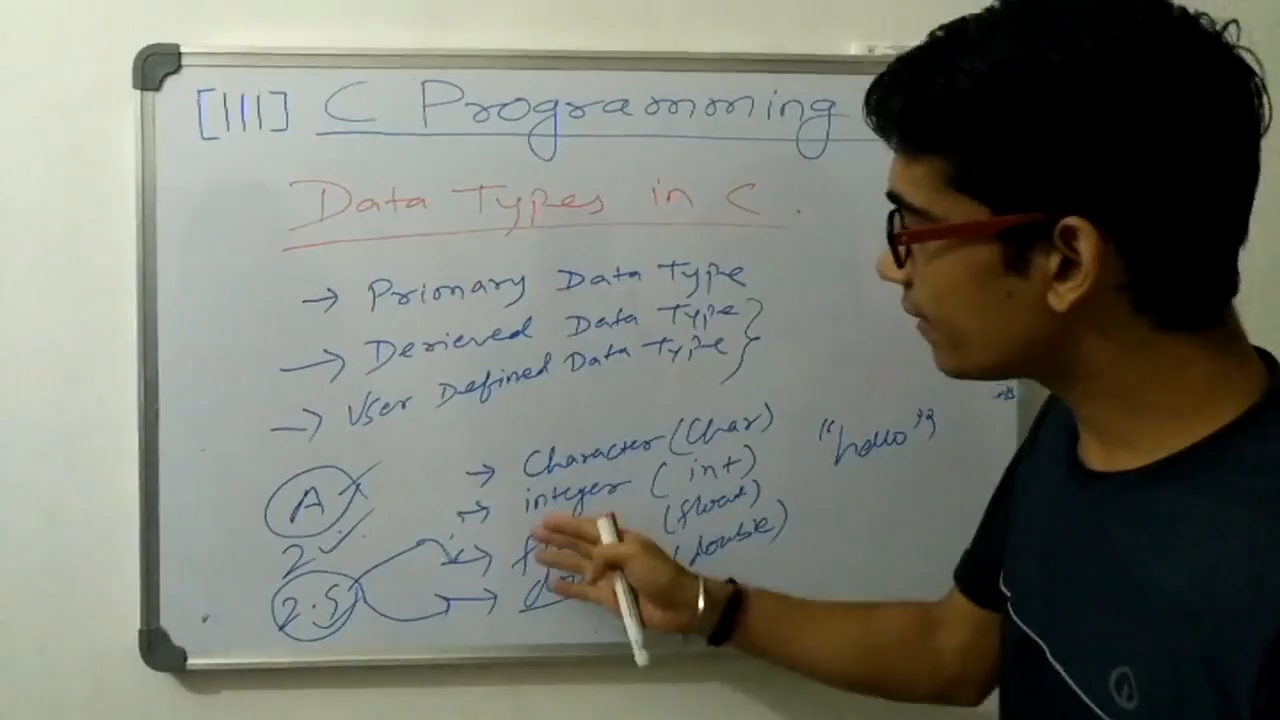 [III] C Programming
Data Types in C.
→ Primary Data Type
→ Derieved Data Type
→ User Defined Data Type
→ Character (Char) "hello"
→ integer (int)
→ f (float)
→ d (double)
A
2
2.5